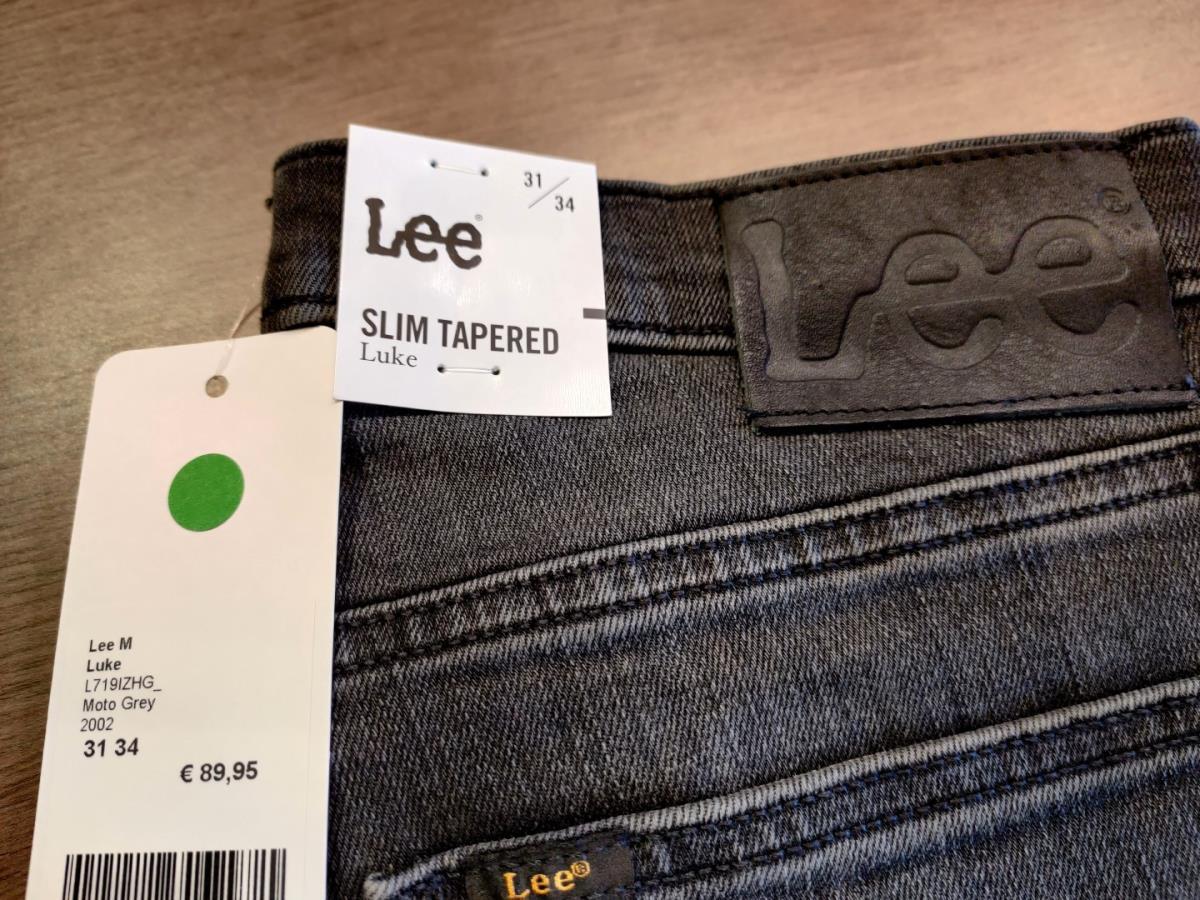 31
34
Lee®
SLIM TAPERED
Luke
Lee®
Lee M
Luke
L719IZHG_
Moto Grey
2002
31 34
€ 89,95
Lee®